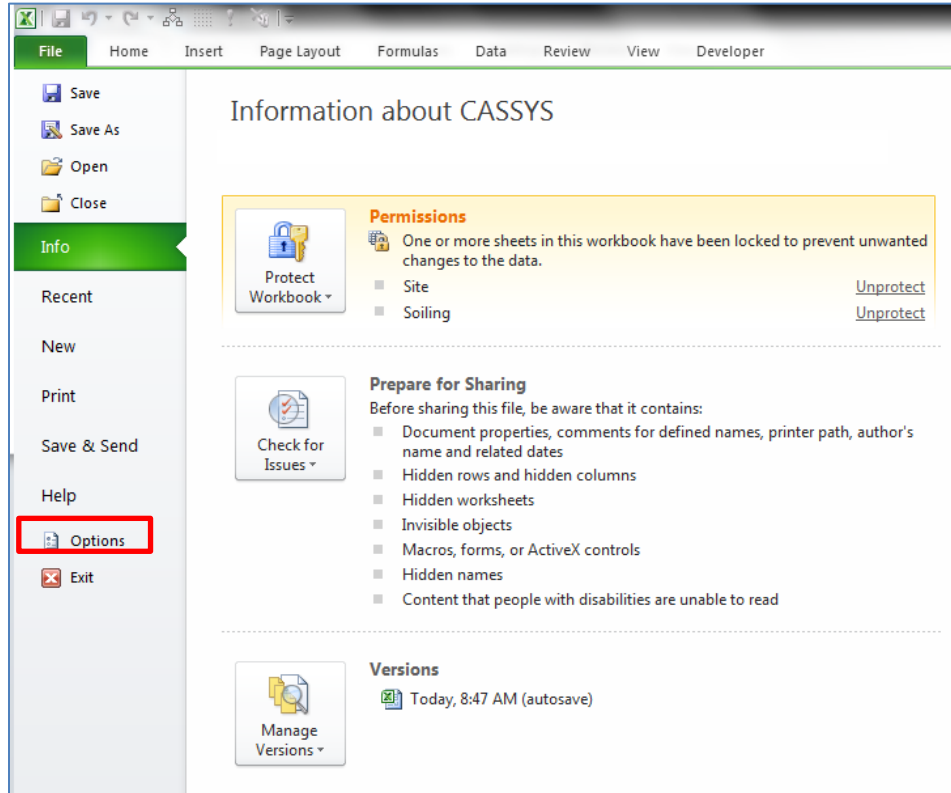 File Home Insert Page Layout Formulas Data Review View Developer
Save
Save As
Open
Close
Info
Recent
New
Print
Save & Send
Help
Options
Exit
Information about CASSYS
Protect
Workbook
Permissions
One or more sheets in this workbook have been locked to prevent unwanted
changes to the data.
Site Unprotect
Soiling Unprotect
Check for
Issues
Prepare for Sharing
Before sharing this file, be aware that it contains:
Document properties, comments for defined names, printer path, author's
name and related dates
Hidden rows and hidden columns
Hidden worksheets
Invisible objects
Macros, forms, or ActiveX controls
Hidden names
Content that people with disabilities are unable to read
Manage
Versions
Versions
Today, 8:47 AM (autosave)